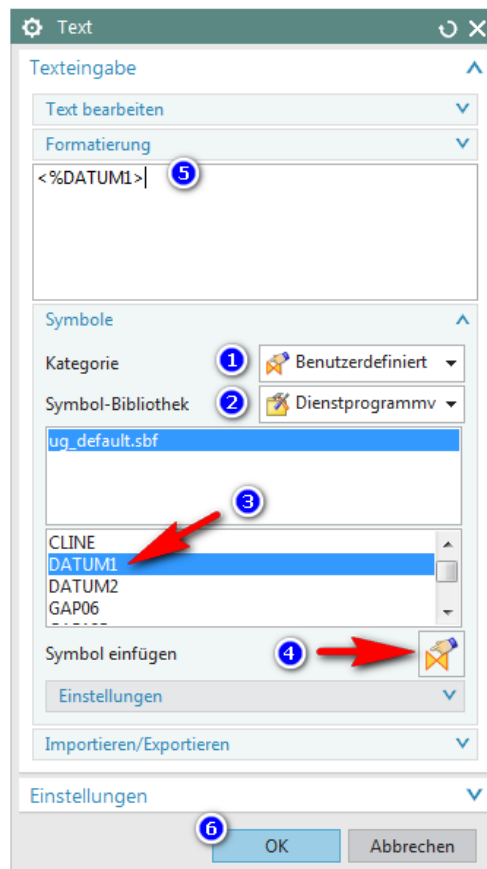 Text
Texteingabe
Text bearbeiten
Formatierung
<%DATUM1>
5
Symbole
Kategorie 1 Benutzerdefiniert
Symbol-Bibliothek 2 Dienstprogrammv
ug_default.sbf
3
CLINE
DATUM1
DATUM2
GAP06
Symbol einfügen 4
Einstellungen
Importieren/Exportieren
Einstellungen
6
OK Abbrechen